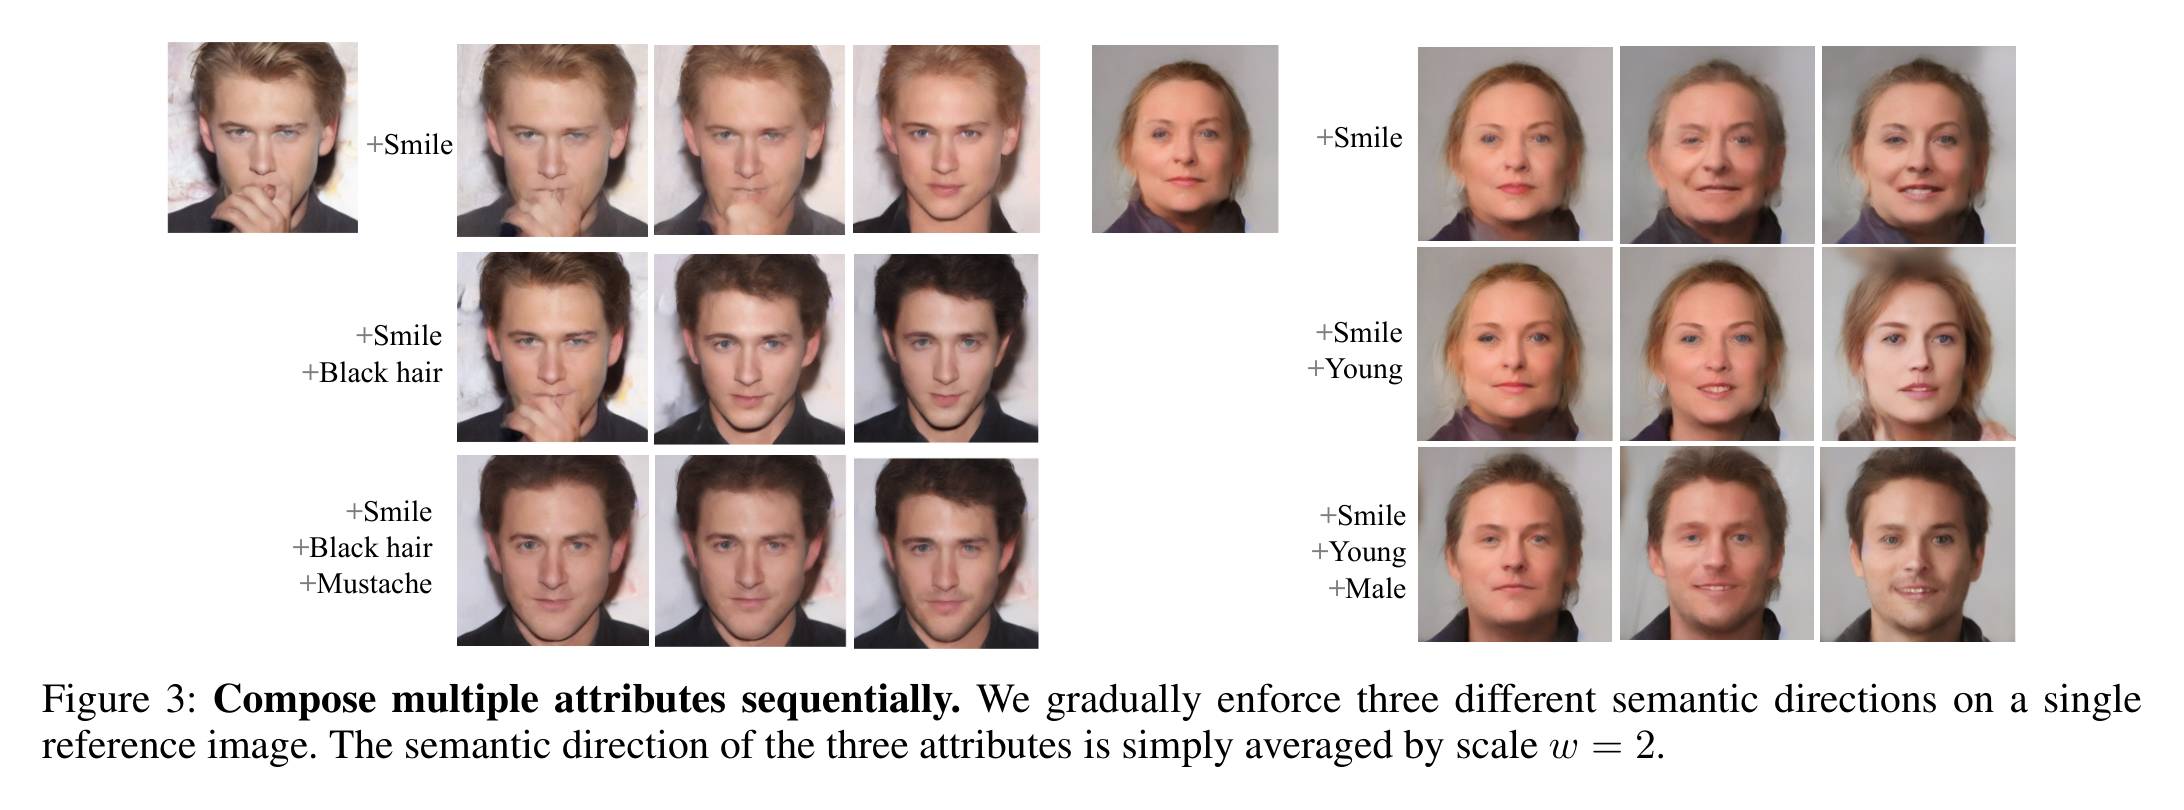 +Smile
+Smile
+Black hair
+Smile
+Black hair
+Mustache
+Smile
+Smile
+Young
+Smile
+Young
+Male
Figure 3: Compose multiple attributes sequentially. We gradually enforce three different semantic directions on a single
reference image. The semantic direction of the three attributes is simply averaged by scale w = 2.